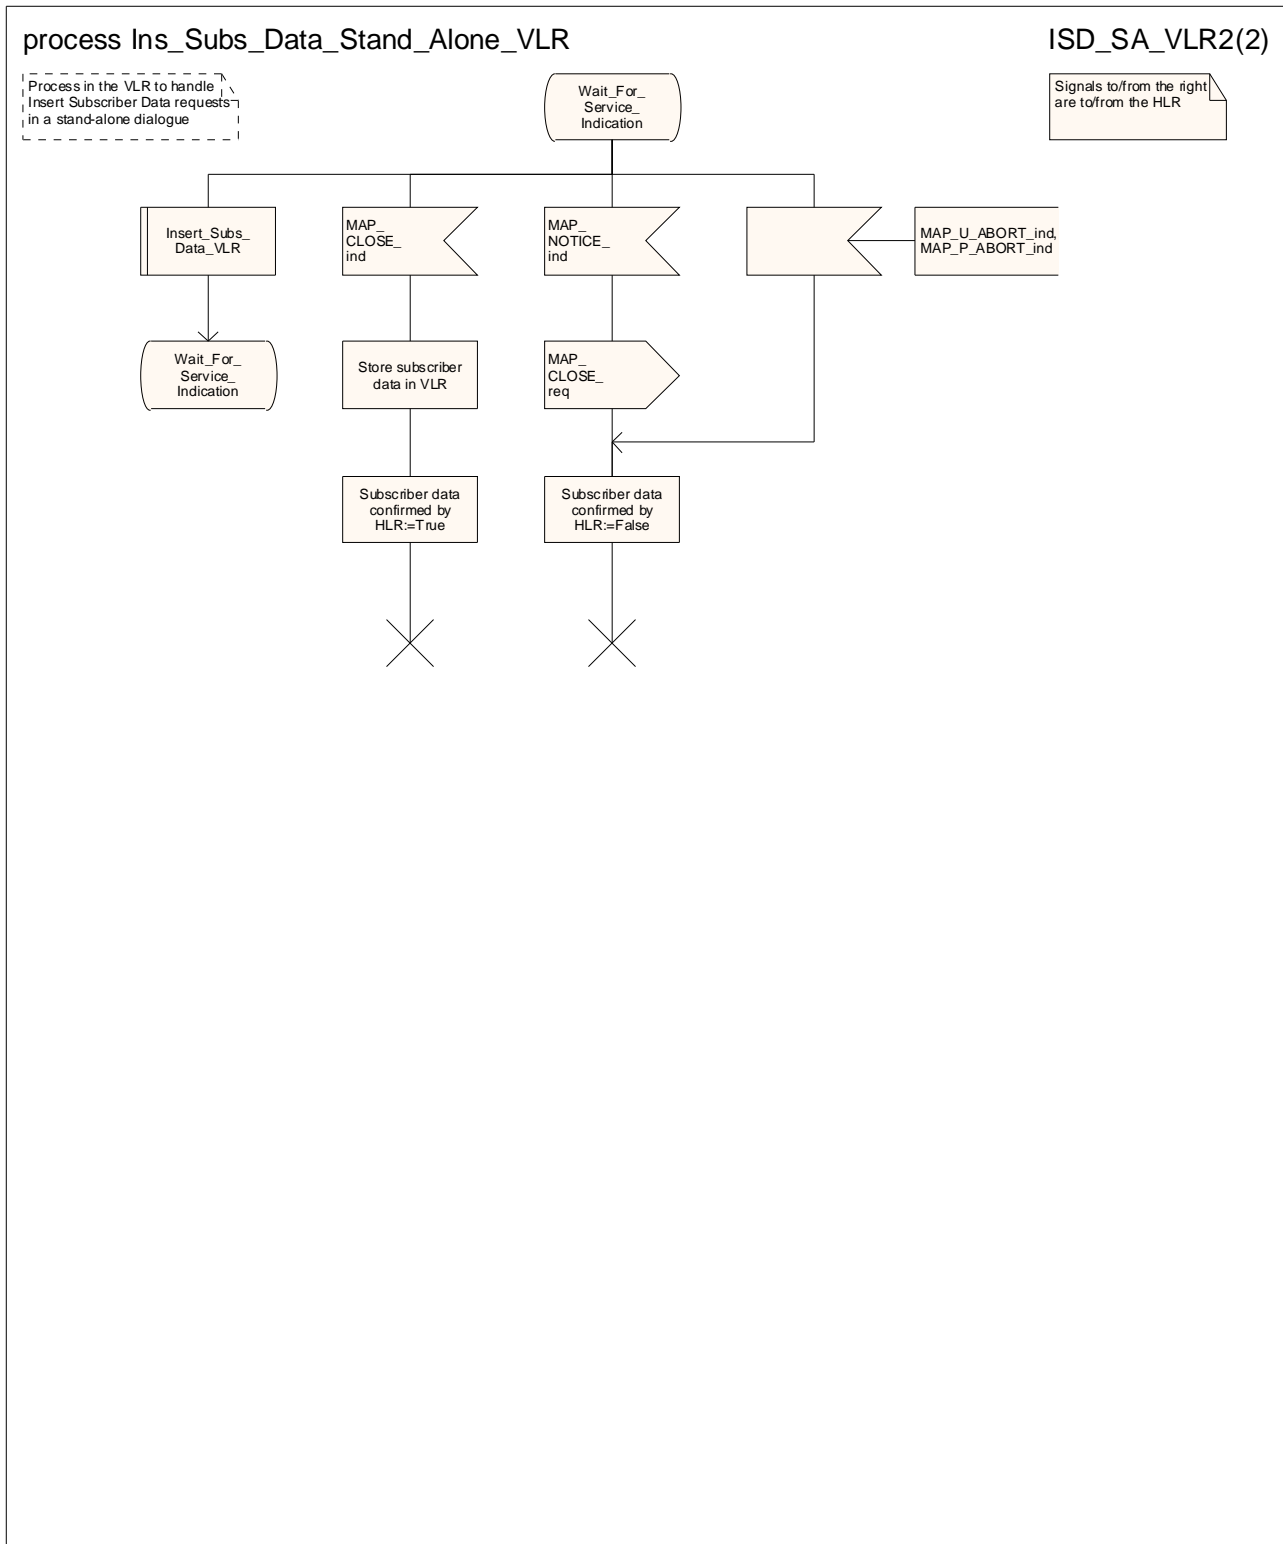 process Ins_Subs_Data_Stand_Alone_VLR
ISD_SA_VLR2(2)
Process in the VLR to handle
Insert Subscriber Data requests
in a stand-alone dialogue
Wait_For_
Service_
Indication
Signals to/from the right
are to/from the HLR
Insert_Subs_
Data_VLR
MAP_
CLOSE_
ind
MAP_
NOTICE_
ind
MAP_U_ABORT_ind,
MAP_P_ABORT_ind
Wait_For_
Service_
Indication
Store subscriber
data in VLR
MAP_
CLOSE_
req
Subscriber data
confirmed by
HLR:=True
Subscriber data
confirmed by
HLR:=False